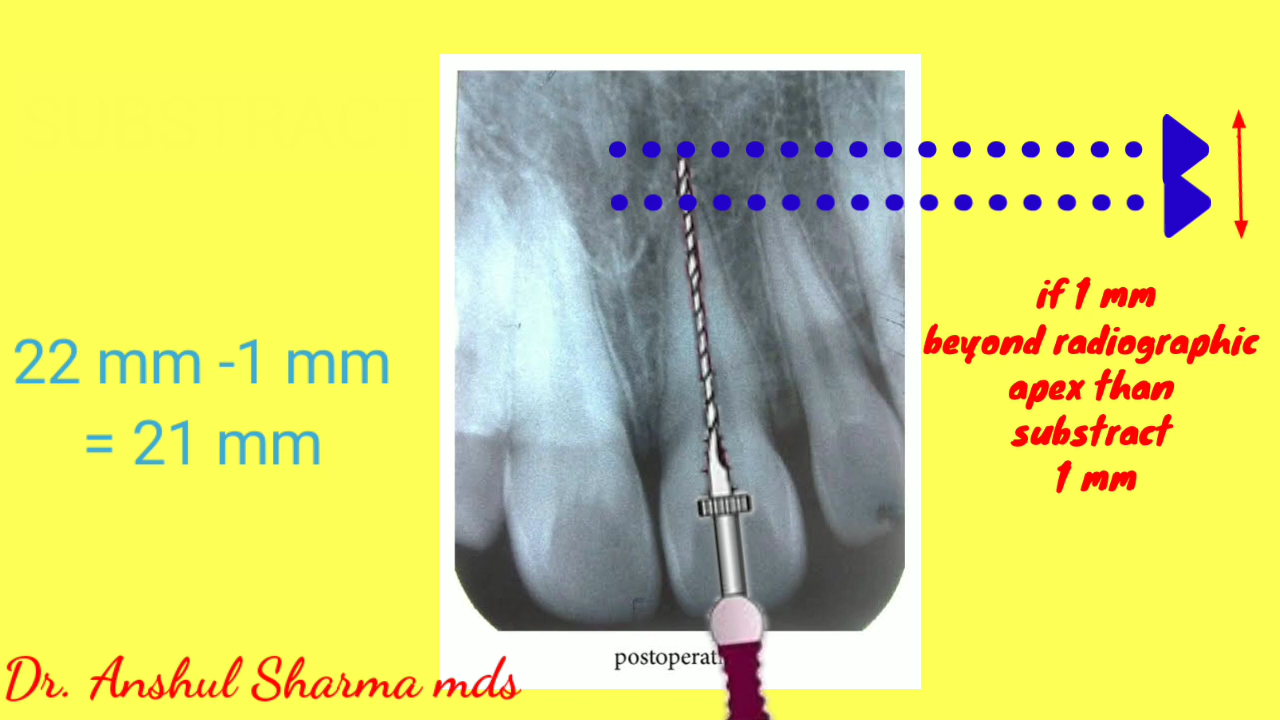 22 mm -1 mm
= 21 mm
if 1 mm
beyond radiographic
apex than
substract
1 mm
Dr. Anshul Sharma mds